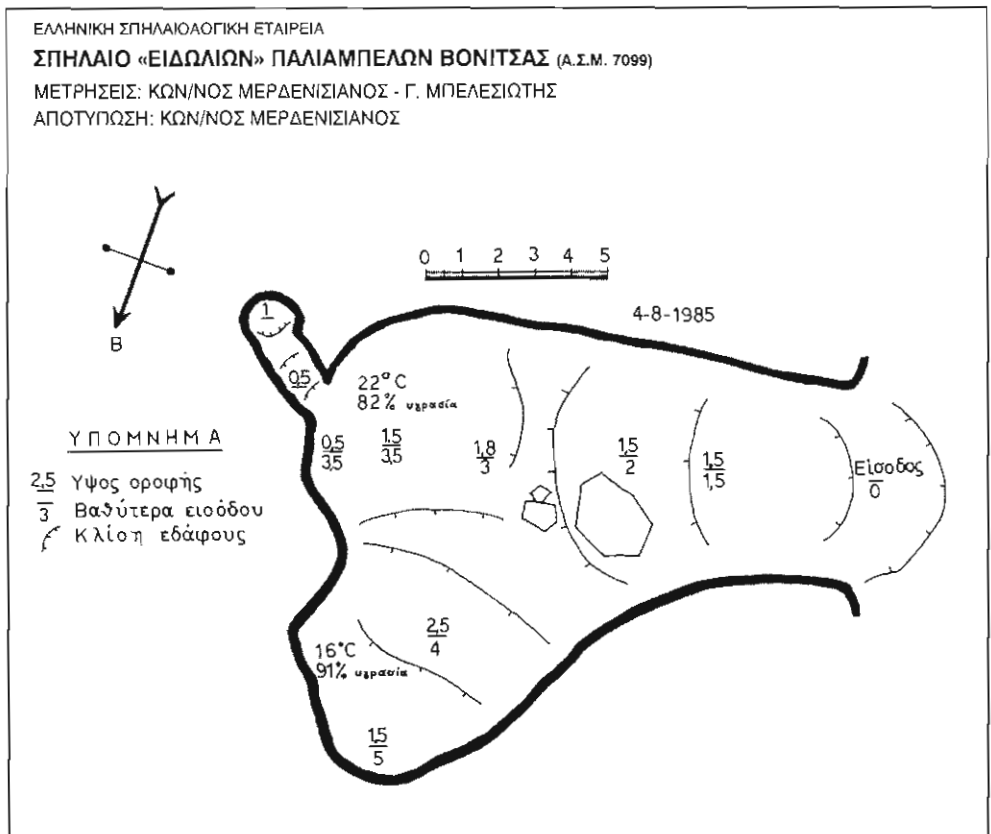 ΕΛΛΗΝΙΚΗ ΣΠΗΛΑΙΟΛΟΓΙΚΗ ΕΤΑΙΡΕΙΑ
ΣΠΗΛΑΙΟ «ΕΙΔΩΛΙΩΝ» ΠΑΛΙΑΜΠΕΛΩΝ ΒΟΝΙΤΣΑΣ (Α.Σ.Μ. 7099)
ΜΕΤΡΗΣΕΙΣ: ΚΩΝ/ΝΟΣ ΜΕΡΔΕΝΙΣΙΑΝΟΣ - Γ. ΜΠΕΛΕΣΙΩΤΗΣ
ΑΠΟΤΥΠΩΣΗ: ΚΩΝ/ΝΟΣ ΜΕΡΔΕΝΙΣΙΑΝΟΣ
Β
0 1 2 3 4 5
4-8-1985
1
0,5
22°C
82% υγρασία
0,5
3,5
1,5
3,5
1,8
3
1,5
2
1,5
1,5
Είσοδος
0
ΥΠΟΜΝΗΜΑ
2,5 Υψος οροφής
3 Βαθύτερα εισόδου
Κλίση εδάφους
2,5
4
16°C
91% υγρασία
1,5
5